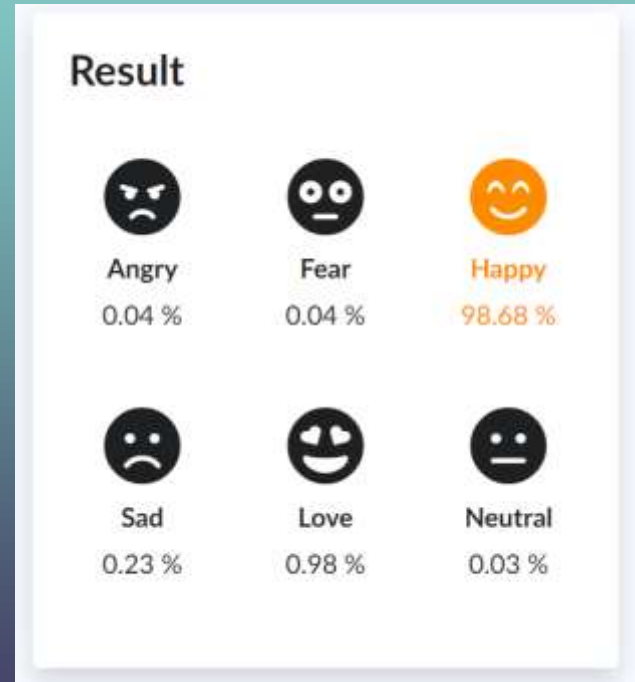 Result
Angry Fear Happy
0.04 % 0.04 % 98.68 %
Sad Love Neutral
0.23 % 0.98 % 0.03 %